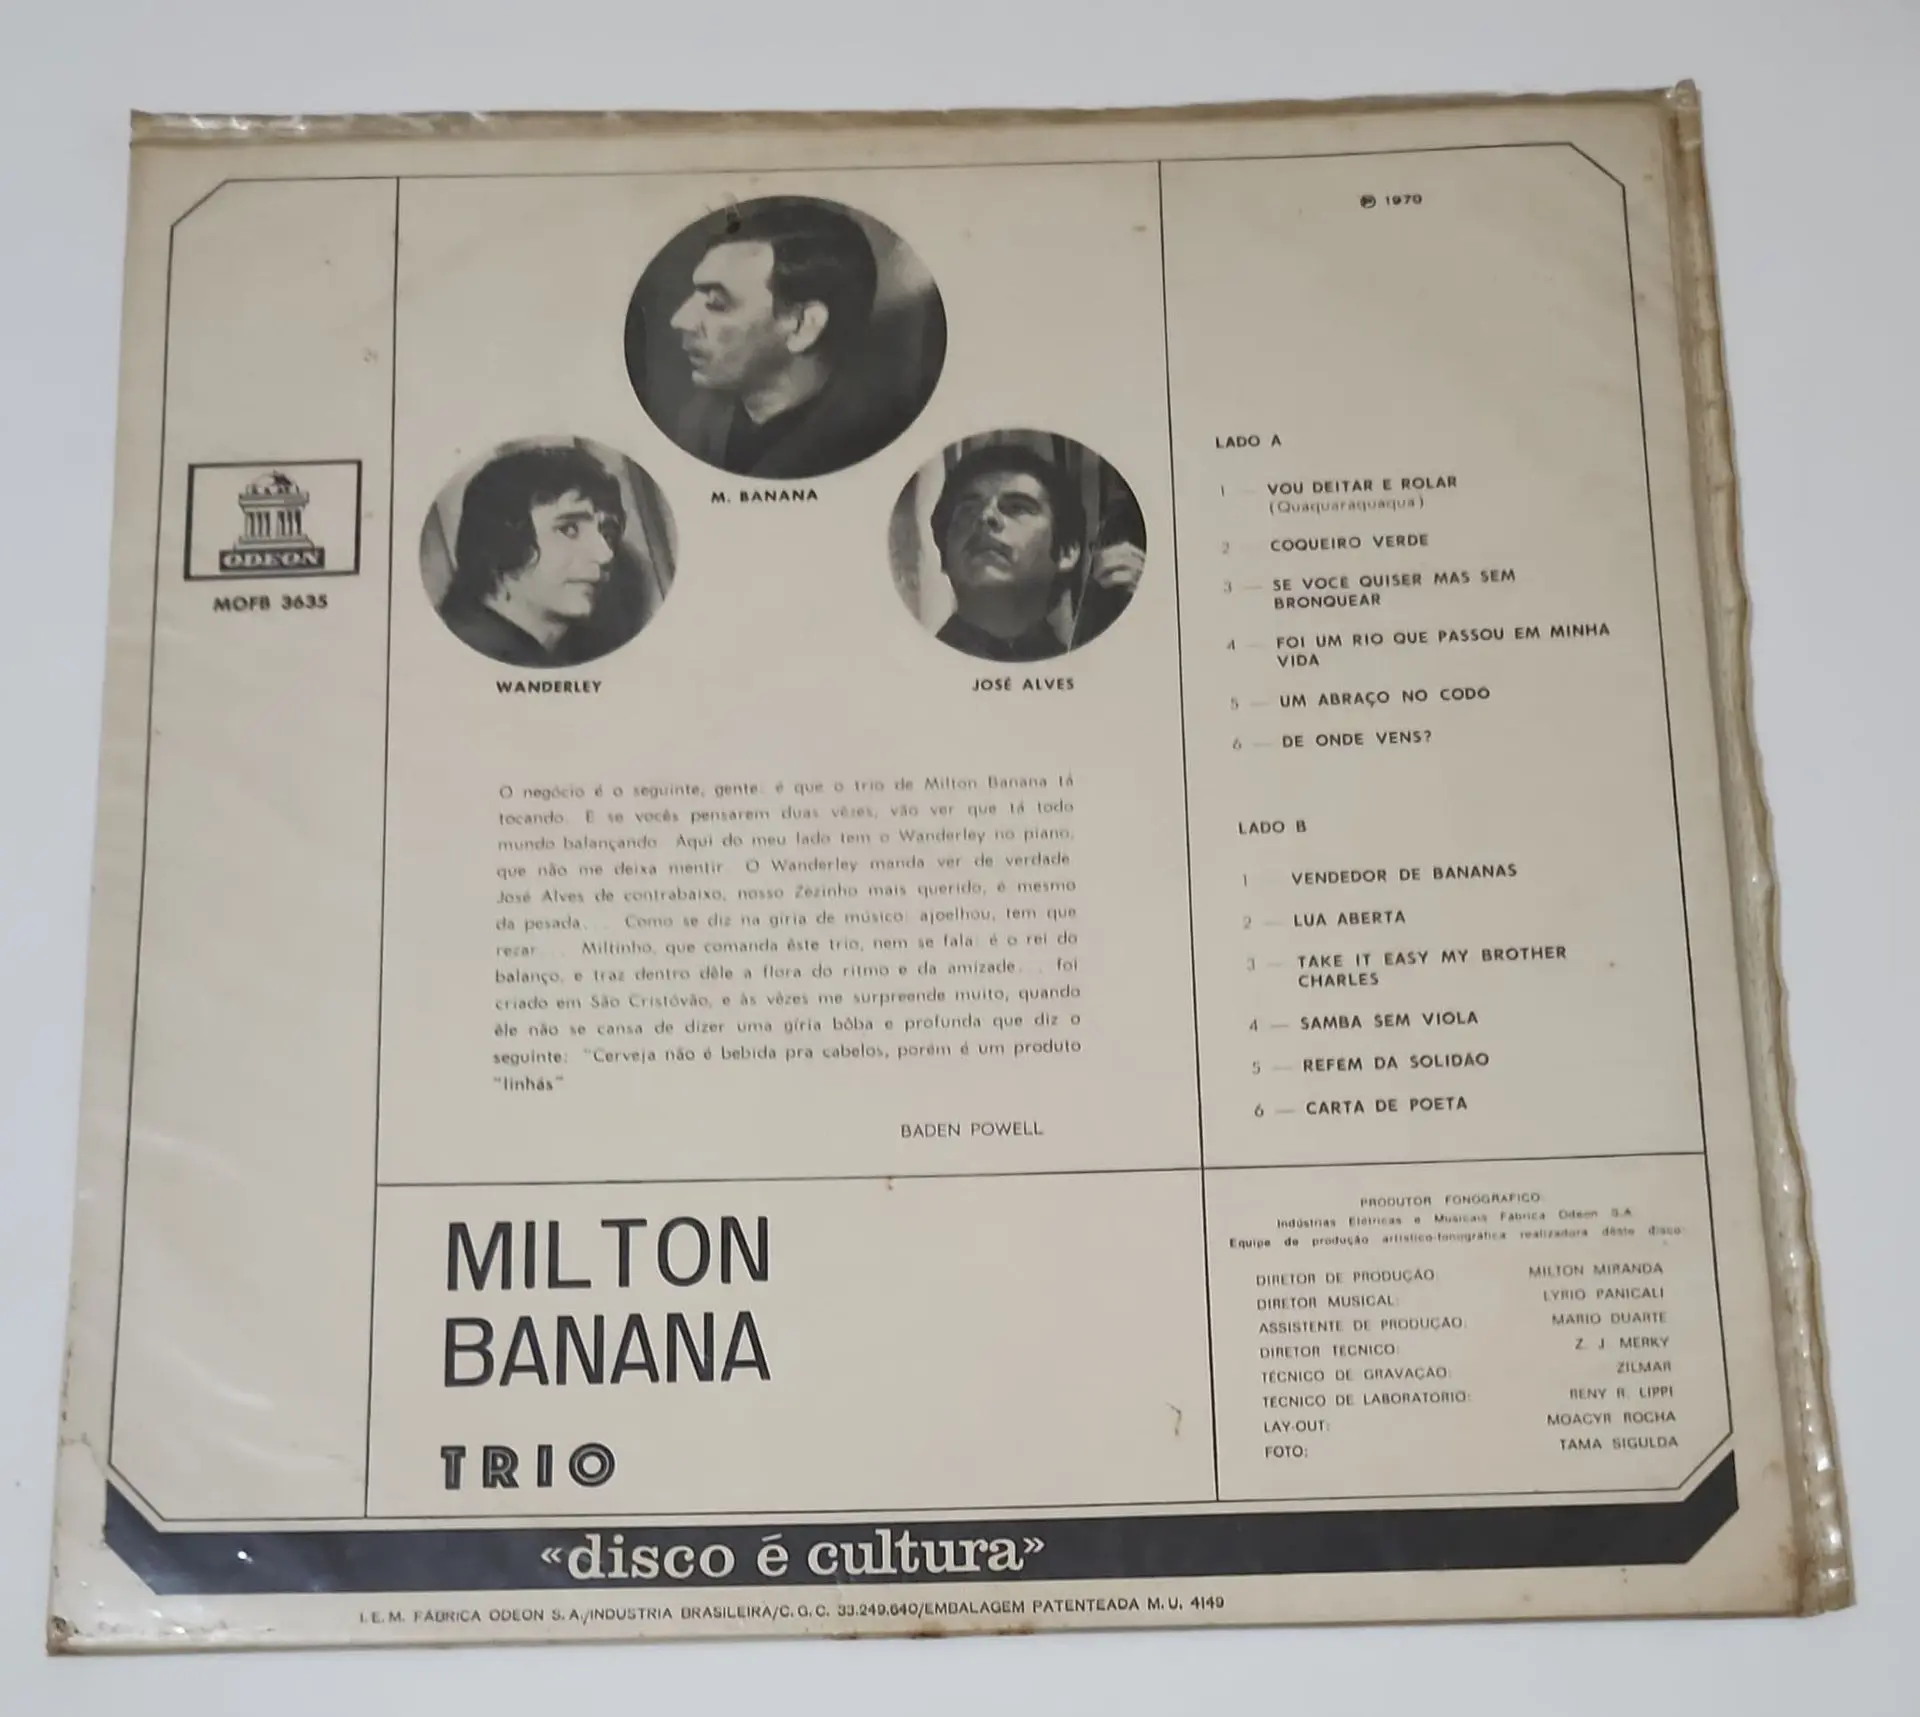 ℗ 1970
ODEON
MOFB 3635
M. BANANA
WANDERLEY
JOSÉ ALVES
O negócio é o seguinte, gente: é que o trio de Milton Banana tá
tocando. E se vocês pensarem duas vêzes, vão ver que tá todo
mundo balançando. Aqui do meu lado tem o Wanderley no piano,
que não me deixa mentir. O Wanderley manda ver de verdade.
José Alves de contrabaixo, nosso Zèzinho mais querido, é mesmo
da pesada... Como se diz na gíria de músico: ajoelhou, tem que
rezar... Miltinho, que comanda êste trio, nem se fala: é o rei do
balanço, e traz dentro dêle a flora do ritmo e da amizade... foi
criado em São Cristóvão, e às vêzes me surpreende muito, quando
êle não se cansa de dizer uma gíria bôba e profunda que diz o
seguinte: "Cerveja não é bebida pra cabelos, porém é um produto
"linhás"
BADEN POWELL
LADO A
1 — VOU DEITAR E ROLAR
(Quaquaraquaqua)
2 — COQUEIRO VERDE
3 — SE VOCÊ QUISER MAS SEM
BRONQUEAR
4 — FOI UM RIO QUE PASSOU EM MINHA
VIDA
5 — UM ABRAÇO NO CODÓ
6 — DE ONDE VENS?
LADO B
1 VENDEDOR DE BANANAS
2 — LUA ABERTA
3 — TAKE IT EASY MY BROTHER
CHARLES
4 — SAMBA SEM VIOLA
5 — REFÉM DA SOLIDÃO
6 — CARTA DE POETA
MILTON
BANANA
TRIO
PRODUTOR FONOGRÁFICO:
Indústrias Elétricas e Musicais Fábrica Odeon S.A.
Equipe de produção artístico-fonográfica realizadora dêste disco:
DIRETOR DE PRODUÇÃO: MILTON MIRANDA
DIRETOR MUSICAL: LYRIO PANICALI
ASSISTENTE DE PRODUÇÃO: MARIO DUARTE
DIRETOR TÉCNICO: Z. J. MERKY
TÉCNICO DE GRAVAÇÃO: ZILMAR
TÉCNICO DE LABORATÓRIO: RENY R. LIPPI
LAY-OUT: MOACYR ROCHA
FOTO: TAMA SIGULDA
«disco é cultura»
I. E. M. FÁBRICA ODEON S. A./INDUSTRIA BRASILEIRA/C. G. C. 33.249.640/EMBALAGEM PATENTEADA M. U. 4149